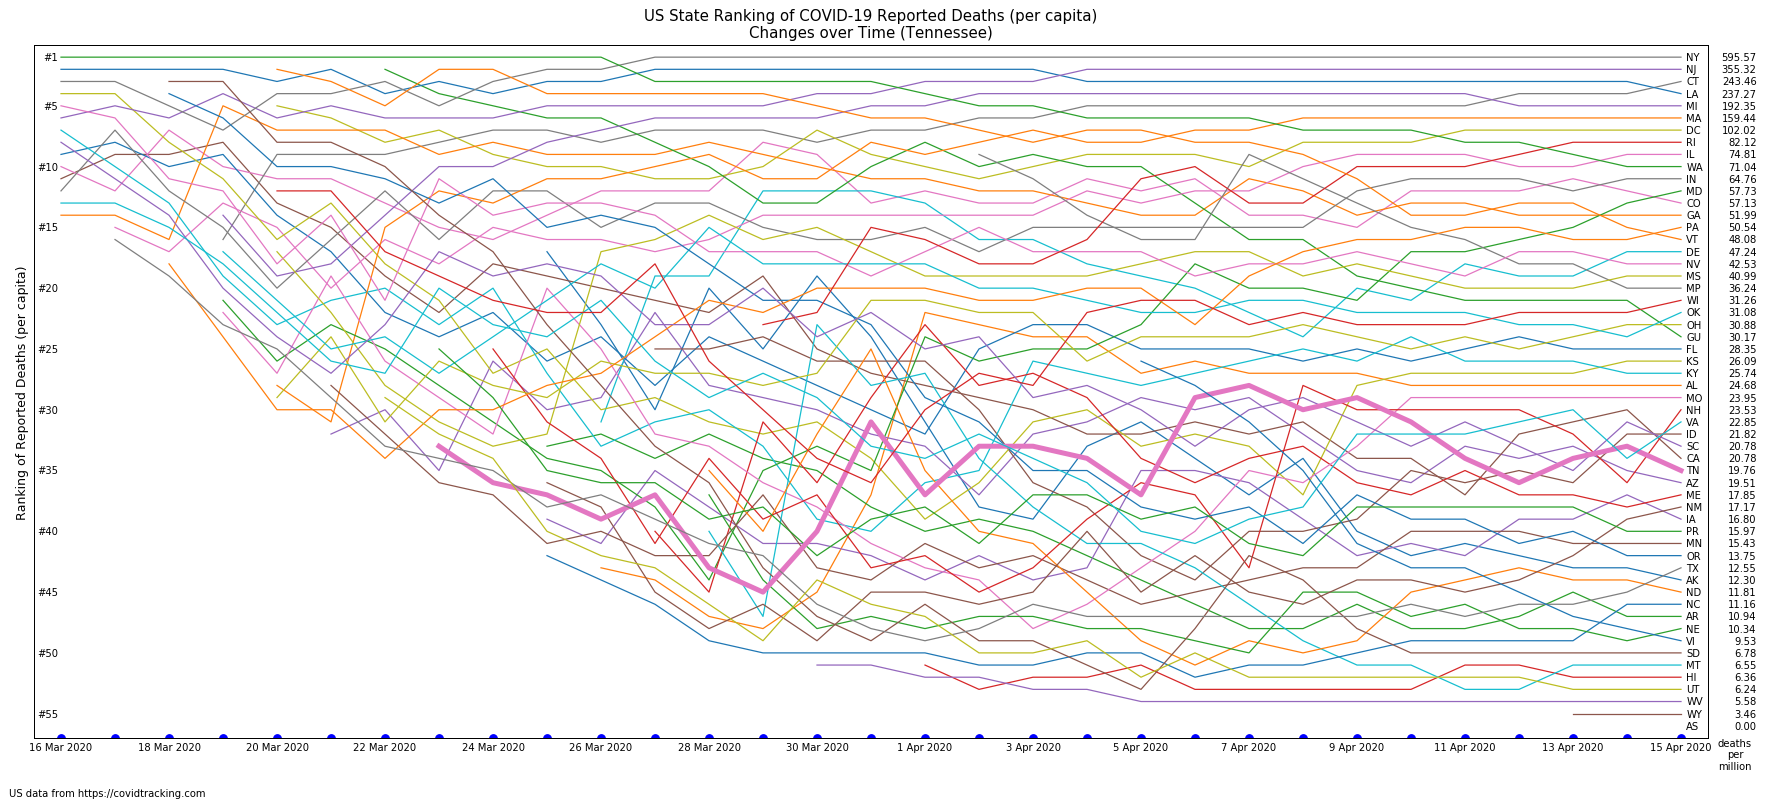 US State Ranking of COVID-19 Reported Deaths (per capita)
Changes over Time (Tennessee)
Ranking of Reported Deaths (per capita)
#1
#5
#10
#15
#20
#25
#30
#35
#40
#45
#50
#55
NY 595.57
NJ 355.32
CT 243.46
LA 237.27
MI 192.35
MA 159.44
DC 102.02
RI 82.12
IL 74.81
WA 71.04
IN 64.76
MD 57.73
CO 57.13
GA 51.99
PA 50.54
VT 48.08
DE 47.24
NV 42.53
MS 40.99
MP 36.24
WI 31.26
OK 31.08
OH 30.88
GU 30.17
FL 28.35
KS 26.09
KY 25.74
AL 24.68
MO 23.95
NH 23.53
VA 22.85
ID 21.82
SC 20.78
CA 20.78
TN 19.76
AZ 19.51
ME 17.85
NM 17.17
IA 16.80
PR 15.97
MN 15.43
OR 13.75
TX 12.55
AK 12.30
ND 11.81
NC 11.16
AR 10.94
NE 10.34
VI 9.53
SD 6.78
MT 6.55
HI 6.36
UT 6.24
WV 5.58
WY 3.46
AS 0.00
16 Mar 2020 18 Mar 2020 20 Mar 2020 22 Mar 2020 24 Mar 2020 26 Mar 2020 28 Mar 2020 30 Mar 2020 1 Apr 2020 3 Apr 2020 5 Apr 2020 7 Apr 2020 9 Apr 2020 11 Apr 2020 13 Apr 2020 15 Apr 2020
deaths
per
million
US data from https://covidtracking.com